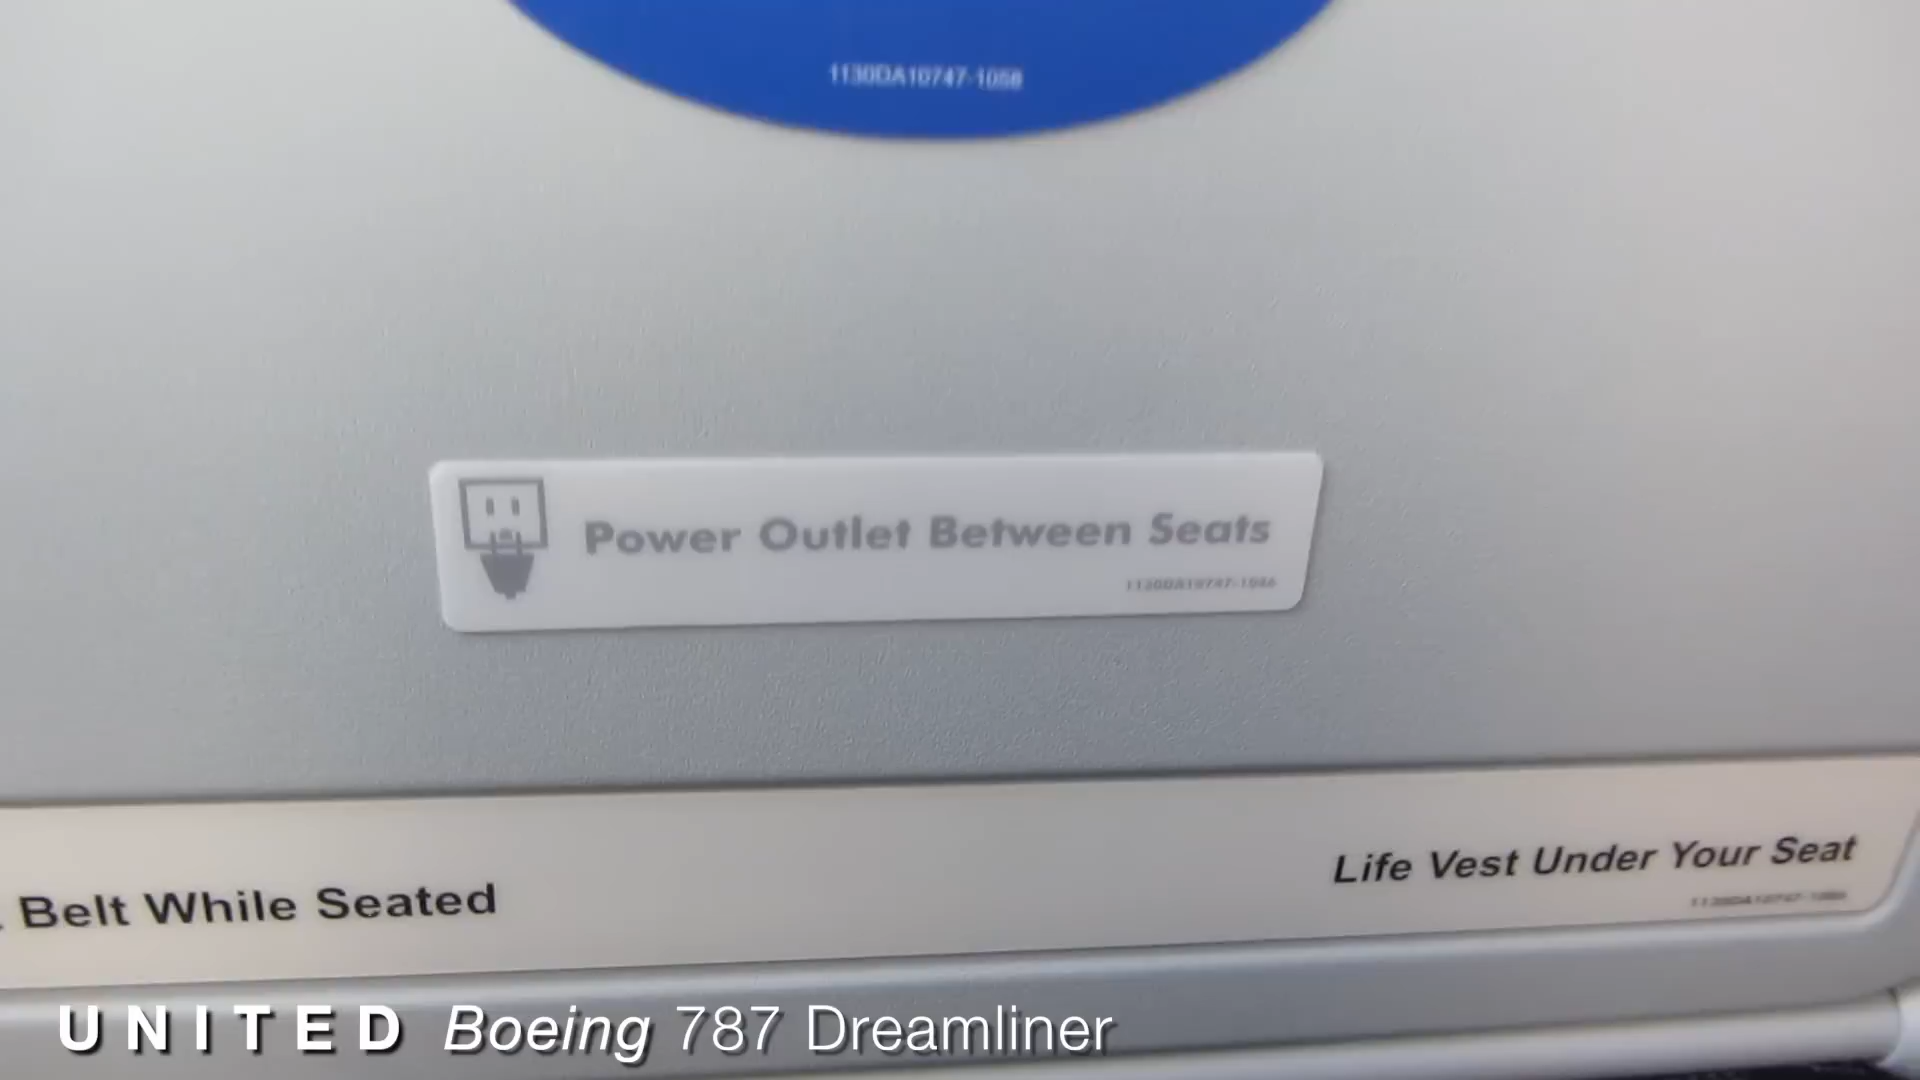 1130DA10747-1058
Power Outlet Between Seats
Belt While Seated
Life Vest Under Your Seat
UNITED Boeing 787 Dreamliner